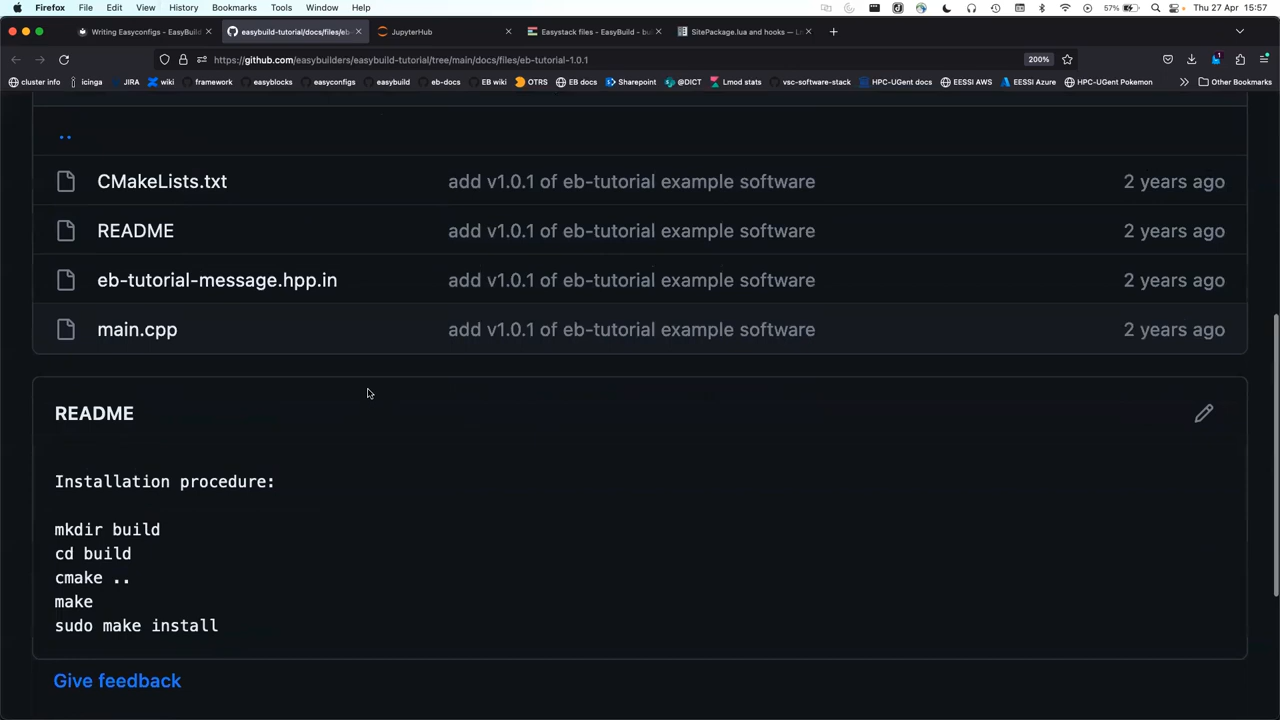 Firefox File Edit View History Bookmarks Tools Window Help 57% Thu 27 Apr 15:57
Writing Easyconfigs - EasyBuil easybuild-tutorial/docs/files/eb- JupyterHub Easystack files - EasyBuild - bui SitePackage.lua and hooks — L
https://github.com/easybuilders/easybuild-tutorial/tree/main/docs/files/eb-tutorial-1.0.1 200%
cluster info icinga JIRA wiki framework easyblocks easyconfigs easybuild eb-docs EB wiki OTRS Sharepoint @DICT Lmod stats vsc-software-stack HPC-UGent docs EESSI AWS EESSI Azure HPC-UGent Pokemon Other Bookmarks
..
CMakeLists.txt add v1.0.1 of eb-tutorial example software 2 years ago
README add v1.0.1 of eb-tutorial example software 2 years ago
eb-tutorial-message.hpp.in add v1.0.1 of eb-tutorial example software 2 years ago
main.cpp add v1.0.1 of eb-tutorial example software 2 years ago
README
Installation procedure:
mkdir build
cd build
cmake ..
make
sudo make install
Give feedback